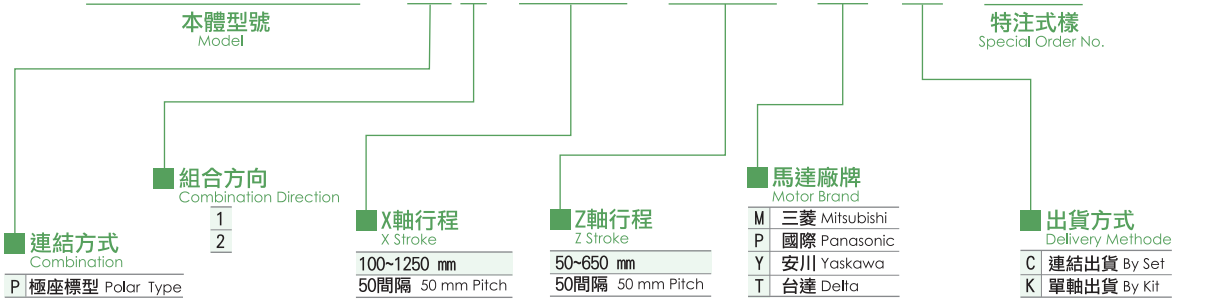 本體型號
Model
特注式樣
Special Order No.
組合方向
Combination Direction
1
2
馬達廠牌
Motor Brand
M 三菱 Mitsubishi
P 國際 Panasonic
Y 安川 Yaskawa
T 台達 Delta
X軸行程
X Stroke
100~1250 mm
50間隔 50 mm Pitch
Z軸行程
Z Stroke
50~650 mm
50間隔 50 mm Pitch
出貨方式
Delivery Methode
C 連結出貨 By Set
K 單軸出貨 By Kit
連結方式
Combination
P 極座標型 Polar Type